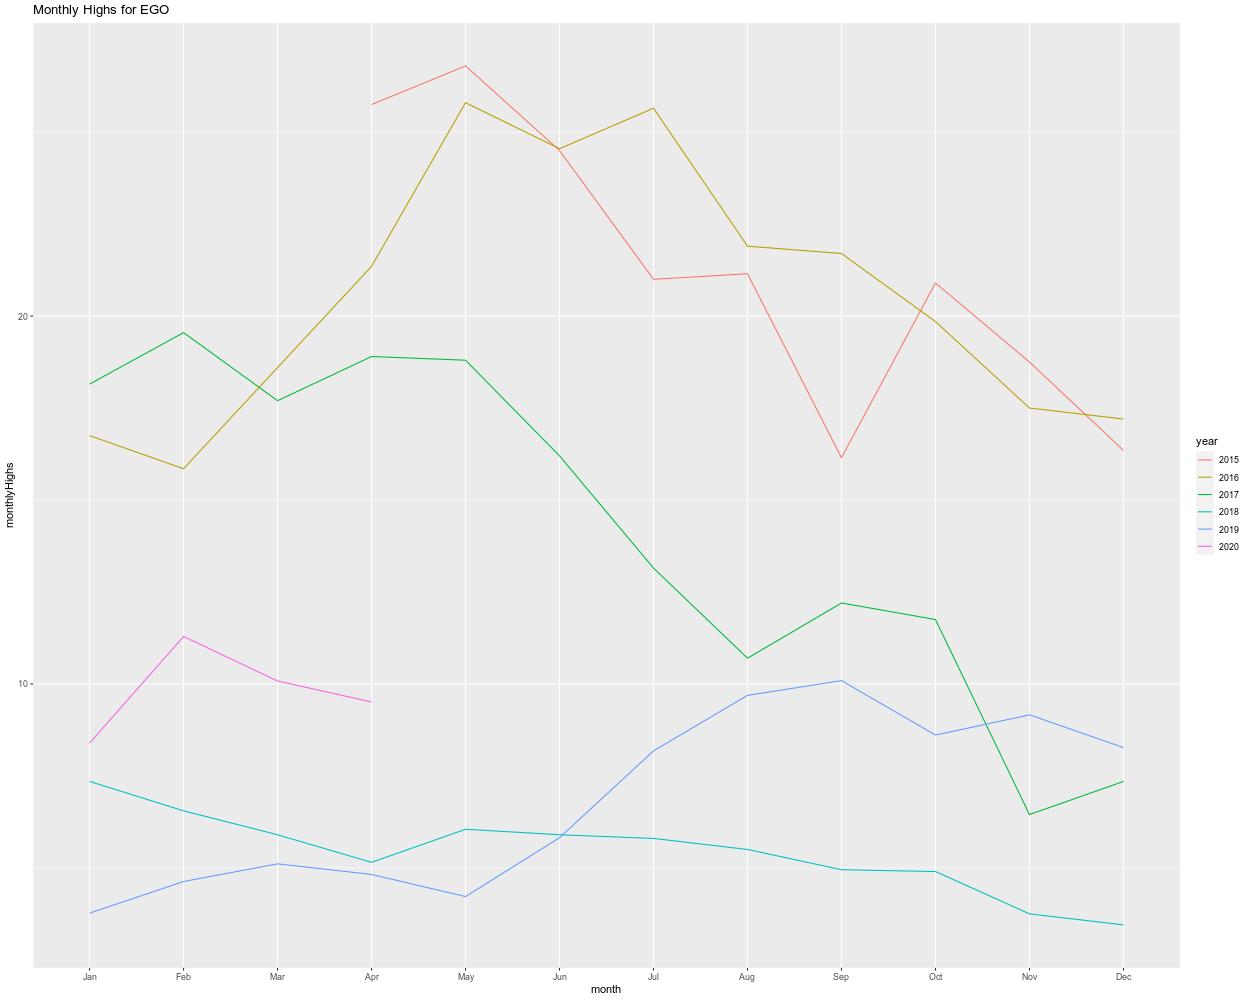 Monthly Highs for EGO
monthlyHighs
20
10
Jan Feb Mar Apr May Jun Jul Aug Sep Oct Nov Dec
month
year
2015
2016
2017
2018
2019
2020